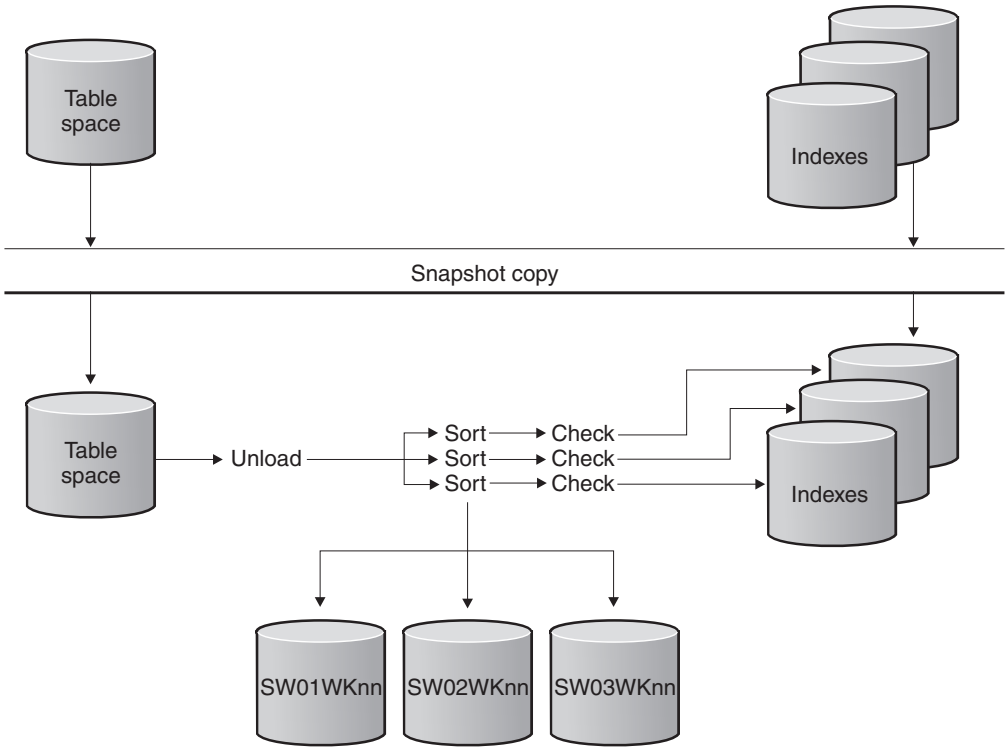 Table
space
Indexes
Snapshot copy
Table
space
Unload
Sort
Check
Sort
Check
Sort
Check
Indexes
SW01WKnn
SW02WKnn
SW03WKnn